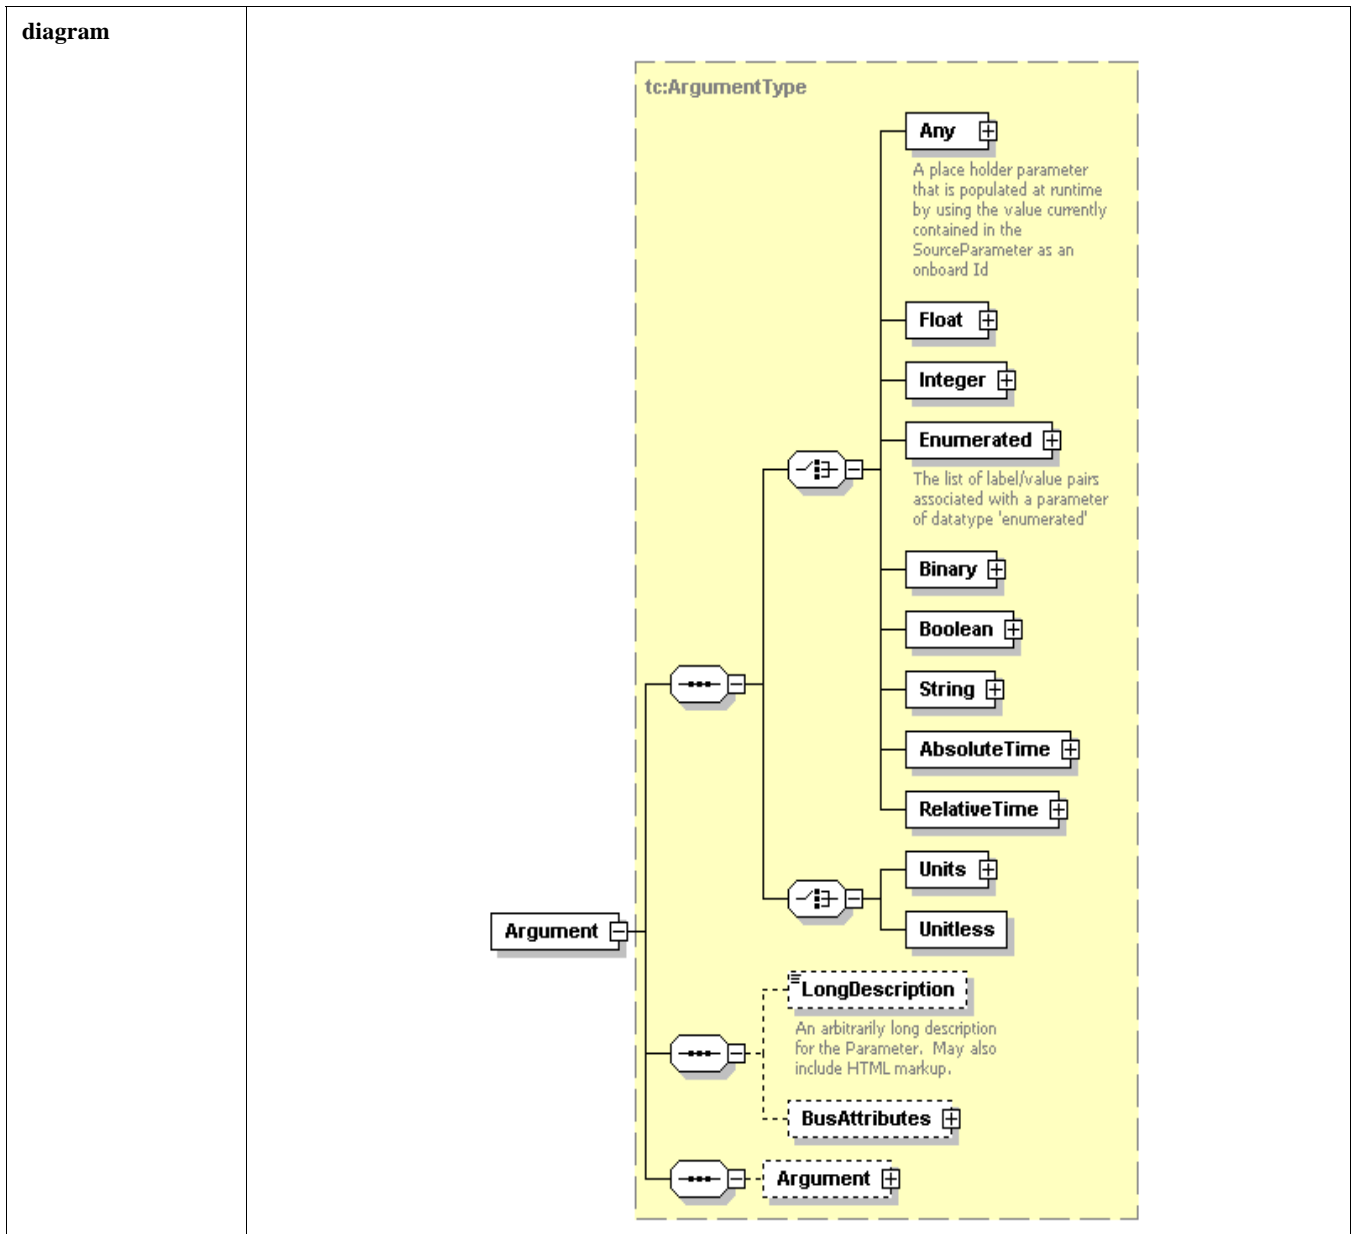 diagram
tc:ArgumentType
Any
A place holder parameter
that is populated at runtime
by using the value currently
contained in the
SourceParameter as an
onboard Id
Float
Integer
Enumerated
The list of label/value pairs
associated with a parameter
of datatype 'enumerated'
Binary
Boolean
String
AbsoluteTime
RelativeTime
Units
Unitless
Argument
LongDescription
An arbitrarily long description
for the Parameter.  May also
include HTML markup.
BusAttributes
Argument